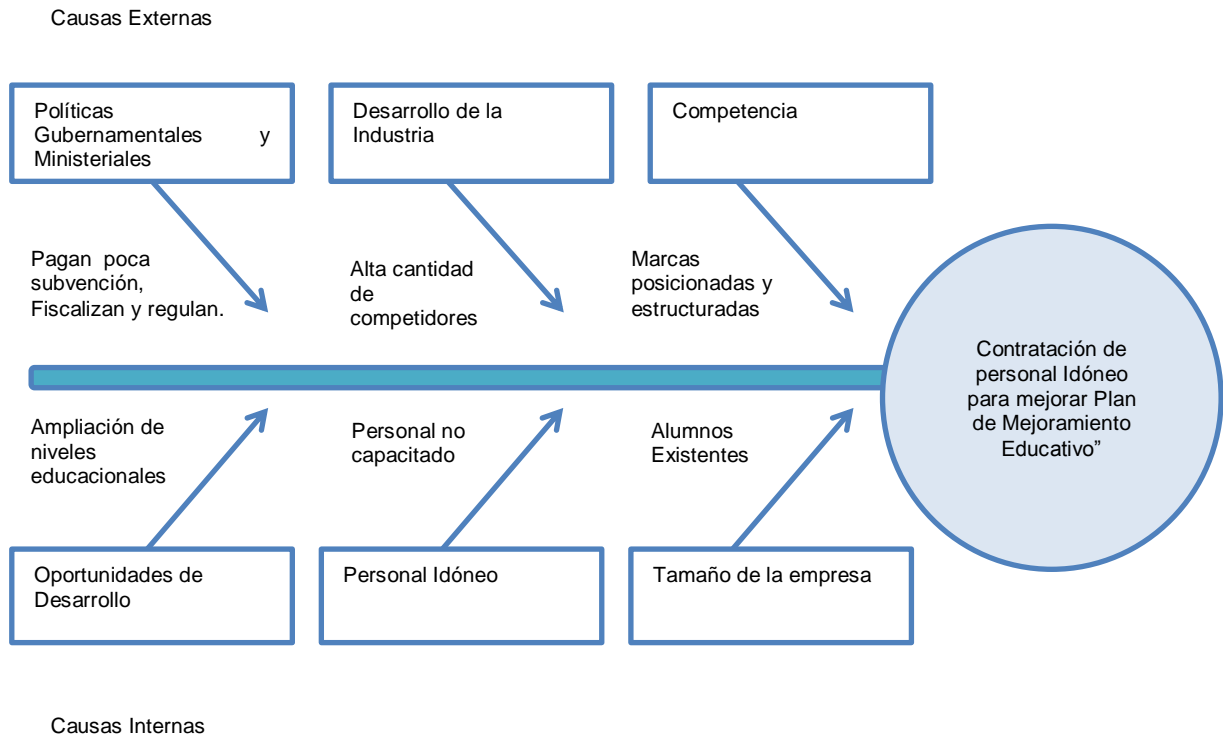 Causas Externas
Políticas
Gubernamentales y
Ministeriales
Desarrollo de la
Industria
Competencia
Pagan poca
subvención,
Fiscalizan y regulan.
Alta cantidad
de
competidores
Marcas
posicionadas y
estructuradas
Contratación de
personal Idóneo
para mejorar Plan
de Mejoramiento
Educativo”
Ampliación de
niveles
educacionales
Personal no
capacitado
Alumnos
Existentes
Oportunidades de
Desarrollo
Personal Idóneo
Tamaño de la empresa
Causas Internas